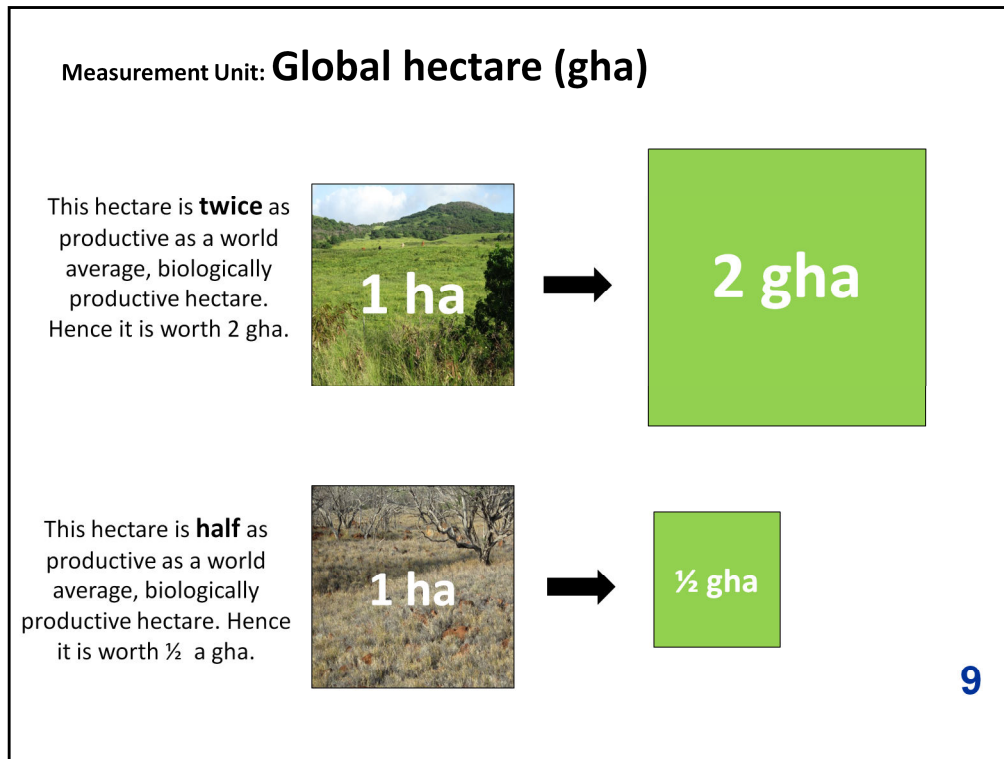 Measurement Unit: Global hectare (gha)
This hectare is twice as
productive as a world
average, biologically
productive hectare.
Hence it is worth 2 gha.
1 ha
2 gha
This hectare is half as
productive as a world
average, biologically
productive hectare. Hence
it is worth ½ a gha.
1 ha
½ gha
9